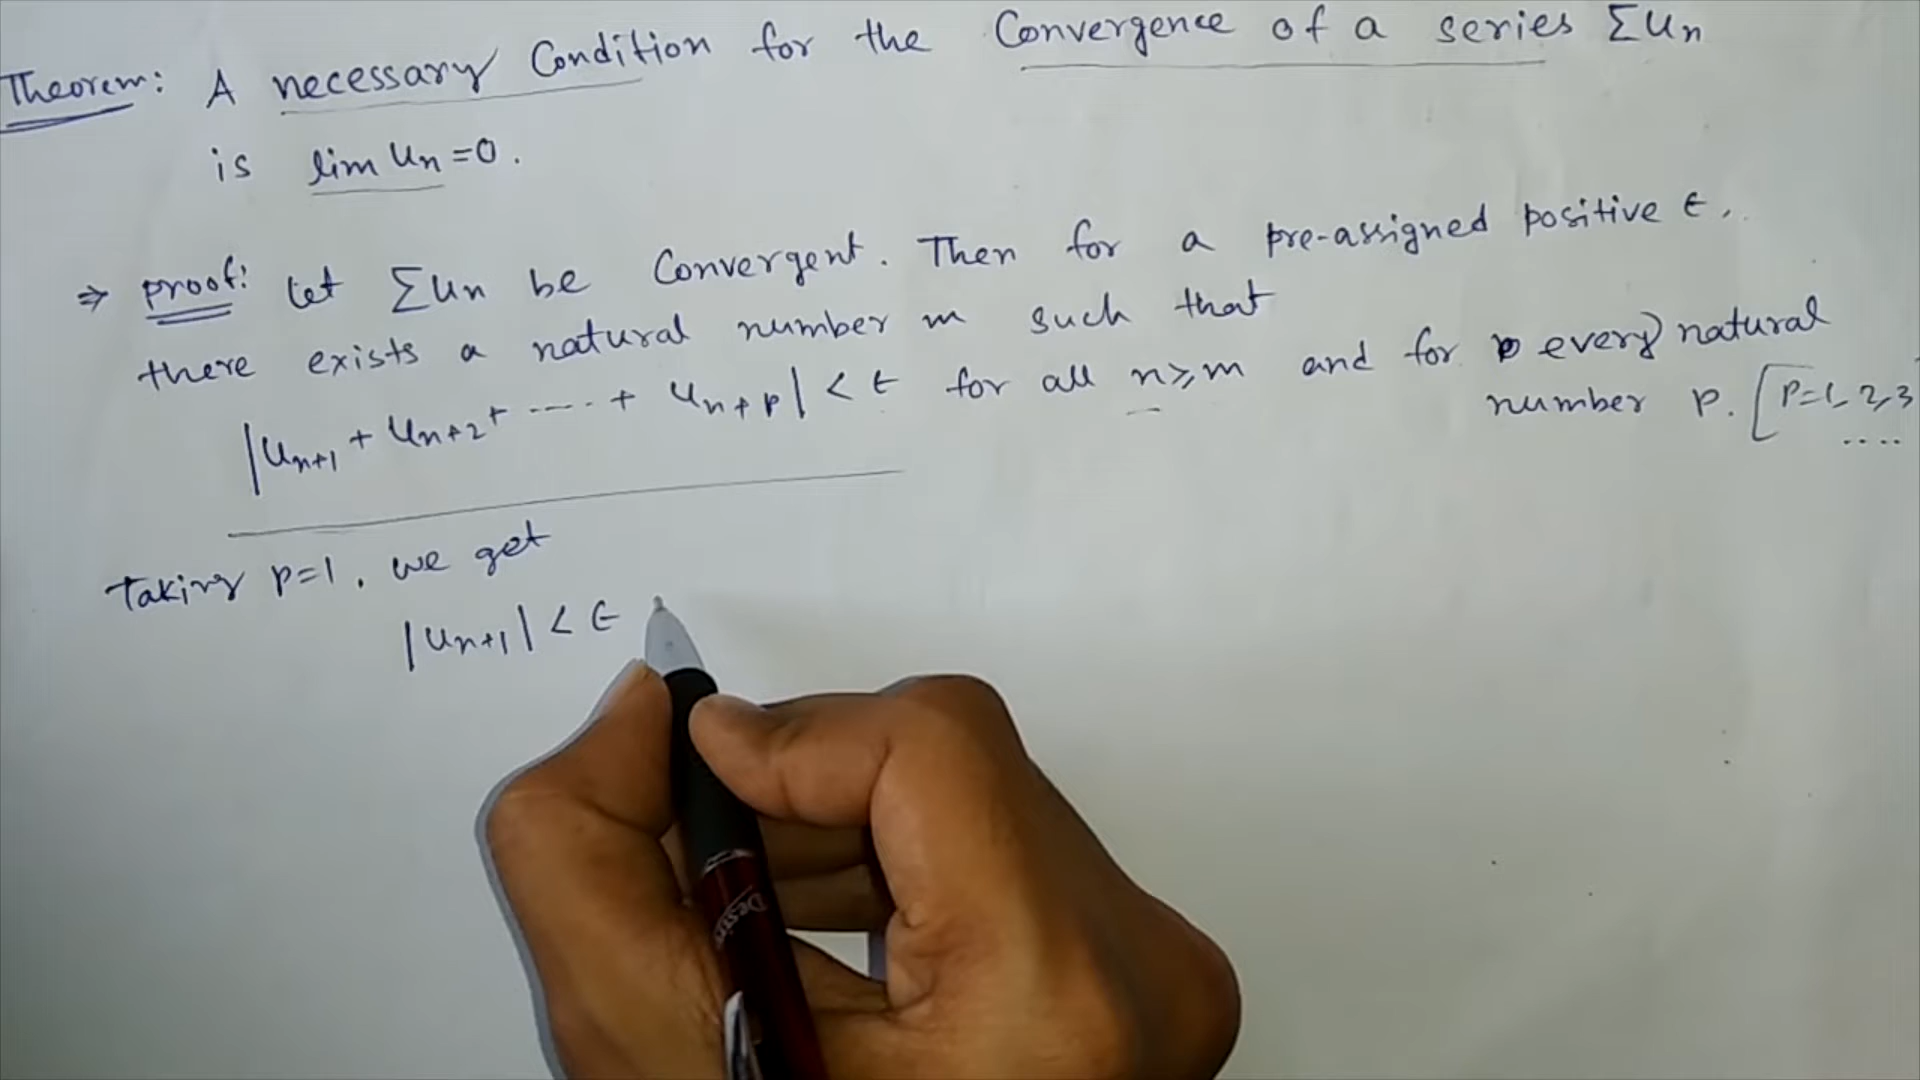 Theorem: A necessary Condition for the Convergence of a series Σun
is lim un = 0.
⇒ proof: Let Σun be Convergent. Then for a pre-assigned positive ϵ,
there exists a natural number m such that
|un+1 + un+2 + ..... + un+p| < ϵ for all n ≥ m and for every natural
number p. [P=1, 2, 3
....
Taking p=1, we get
|un+1| < ϵ
Desire